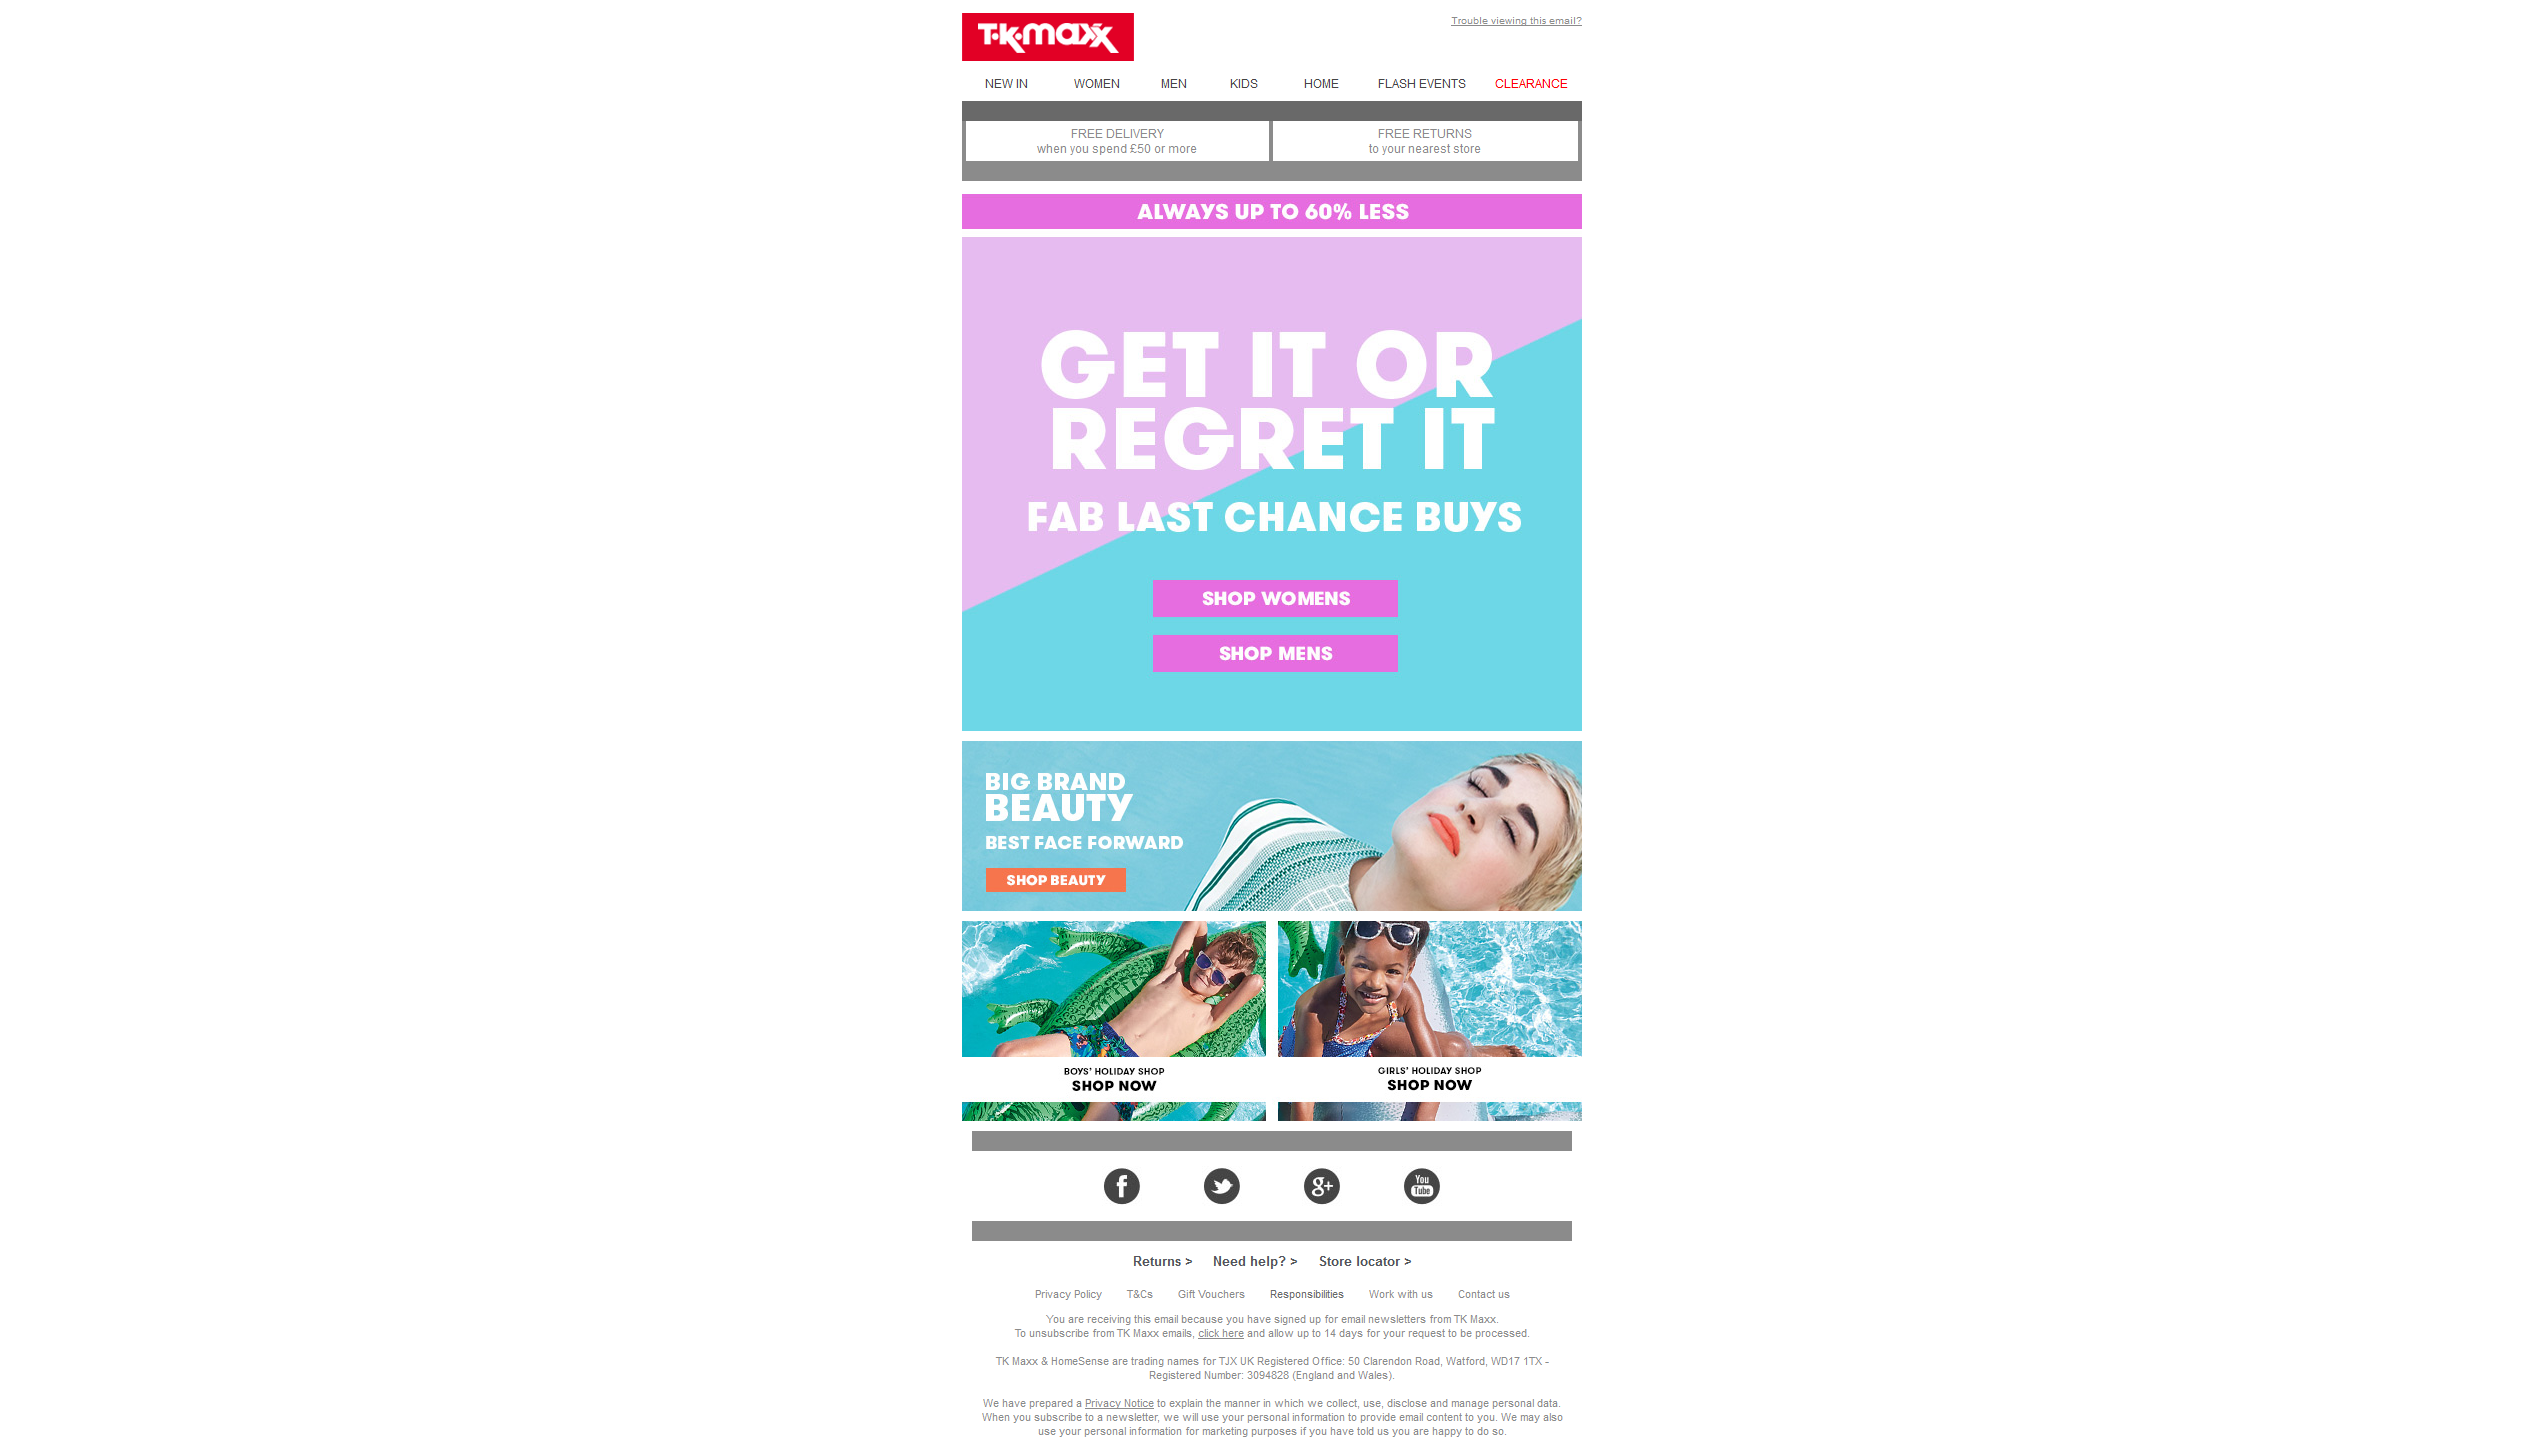 T·K·maxx
Trouble viewing this email?
NEW IN WOMEN MEN KIDS HOME FLASH EVENTS CLEARANCE
FREE DELIVERY
when you spend £50 or more
FREE RETURNS
to your nearest store
ALWAYS UP TO 60% LESS
GET IT OR
REGRET IT
FAB LAST CHANCE BUYS
SHOP WOMENS
SHOP MENS
BIG BRAND
BEAUTY
BEST FACE FORWARD
SHOP BEAUTY
BOYS' HOLIDAY SHOP
SHOP NOW
GIRLS' HOLIDAY SHOP
SHOP NOW
f
g+
You
Tube
Returns > Need help? > Store locator >
Privacy Policy T&Cs Gift Vouchers Responsibilities Work with us Contact us
You are receiving this email because you have signed up for email newsletters from TK Maxx.
To unsubscribe from TK Maxx emails, click here and allow up to 14 days for your request to be processed.
TK Maxx & HomeSense are trading names for TJX UK Registered Office: 50 Clarendon Road, Watford, WD17 1TX -
Registered Number: 3094828 (England and Wales).
We have prepared a Privacy Notice to explain the manner in which we collect, use, disclose and manage personal data.
When you subscribe to a newsletter, we will use your personal information to provide email content to you. We may also
use your personal information for marketing purposes if you have told us you are happy to do so.